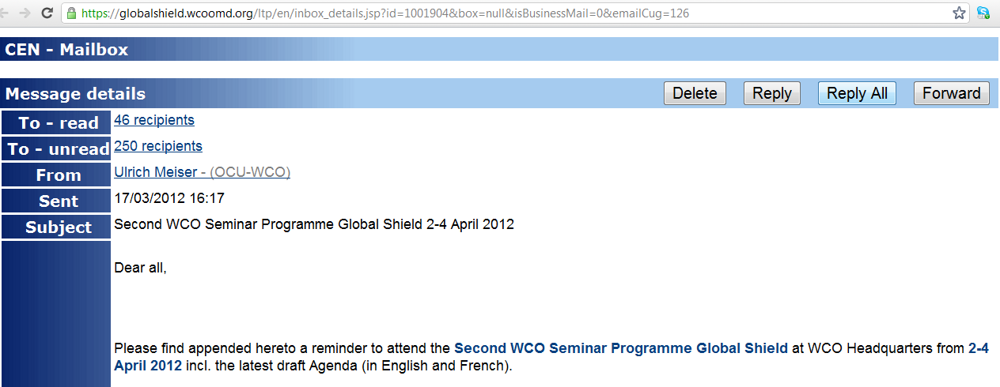 https://globalshield.wcoomd.org/ltp/en/inbox_details.jsp?id=1001904&box=null&isBusinessMail=0&emailCug=126
CEN - Mailbox
Message details Delete Reply Reply All Forward
To - read 46 recipients
To - unread 250 recipients
From Ulrich Meiser - (OCU-WCO)
Sent 17/03/2012 16:17
Subject Second WCO Seminar Programme Global Shield 2-4 April 2012
Dear all,
Please find appended hereto a reminder to attend the Second WCO Seminar Programme Global Shield at WCO Headquarters from 2-4
April 2012 incl. the latest draft Agenda (in English and French).